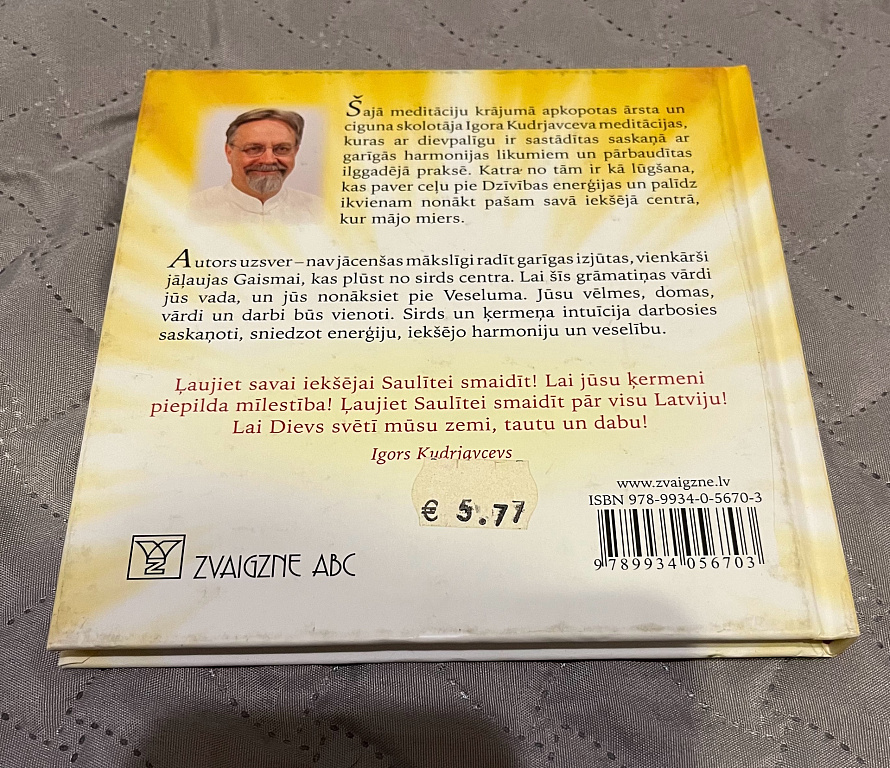 Šajā meditāciju krājumā apkopotas ārsta un
ciguna skolotāja Igora Kudrjavceva meditācijas,
kuras ar dievpalīgu ir sastādītas saskaņā ar
garīgās harmonijas likumiem un pārbaudītas
ilggadējā praksē. Katra no tām ir kā lūgšana,
kas paver ceļu pie Dzīvības enerģijas un palīdz
ikvienam nonākt pašam savā iekšējā centrā,
kur mājo miers.
Autors uzsver – nav jācenšas mākslīgi radīt garīgas izjūtas, vienkārši
jāļaujas Gaismai, kas plūst no sirds centra. Lai šīs grāmatiņas vārdi
jūs vada, un jūs nonāksiet pie Veseluma. Jūsu vēlmes, domas,
vārdi un darbi būs vienoti. Sirds un ķermeņa intuīcija darbosies
saskaņoti, sniedzot enerģiju, iekšējo harmoniju un veselību.
Ļaujiet savai iekšējai Saulītei smaidīt! Lai jūsu ķermeni
piepilda mīlestība! Ļaujiet Saulītei smaidīt pār visu Latviju!
Lai Dievs svētī mūsu zemi, tautu un dabu!
Igors Kudrjavcevs
€ 5.77
www.zvaigzne.lv
ISBN 978-9934-0-5670-3
9 789934 056703
ZVAIGZNE ABC